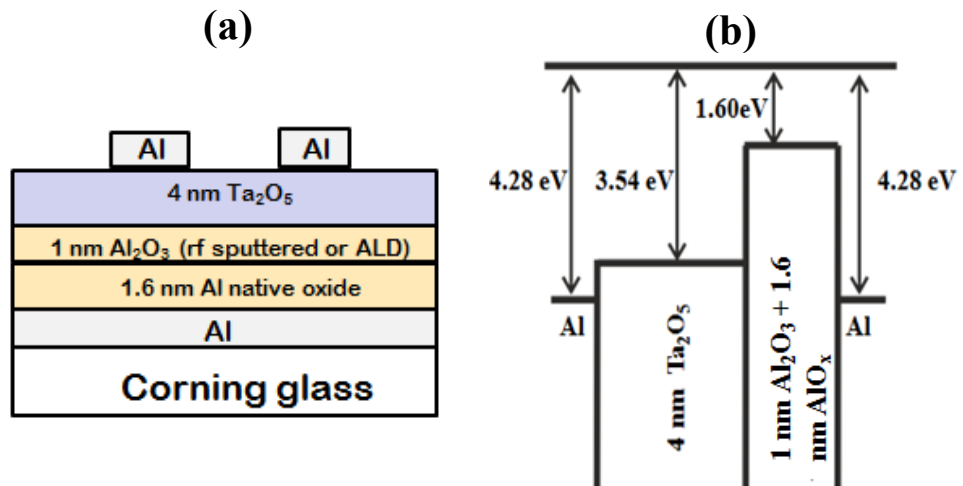 (a)
Al
Al
4 nm Ta₂O₅
1 nm Al₂O₃ (rf sputtered or ALD)
1.6 nm Al native oxide
Al
Corning glass
(b)
1.60eV
4.28 eV
3.54 eV
4.28 eV
Al
4 nm Ta₂O₅
1 nm Al₂O₃ + 1.6
nm AlOₓ
Al